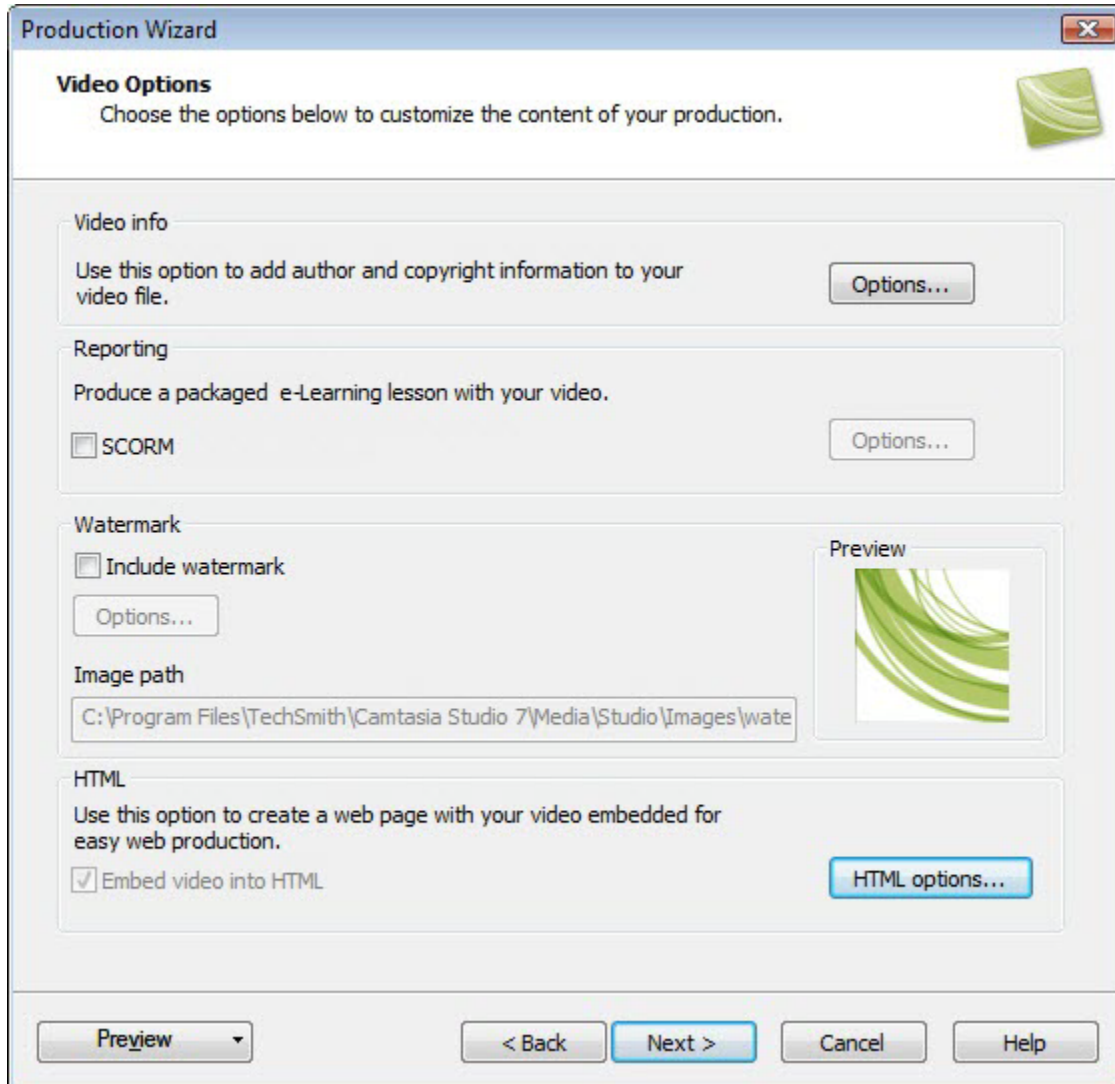 Production Wizard
Video Options
Choose the options below to customize the content of your production.
Video info
Use this option to add author and copyright information to your
video file.
Options...
Reporting
Produce a packaged  e-Learning lesson with your video.
SCORM
Options...
Watermark
Include watermark
Preview
Options...
Image path
C:\Program Files\TechSmith\Camtasia Studio 7\Media\Studio\Images\wate
HTML
Use this option to create a web page with your video embedded for
easy web production.
Embed video into HTML
HTML options...
Preview
< Back
Next >
Cancel
Help